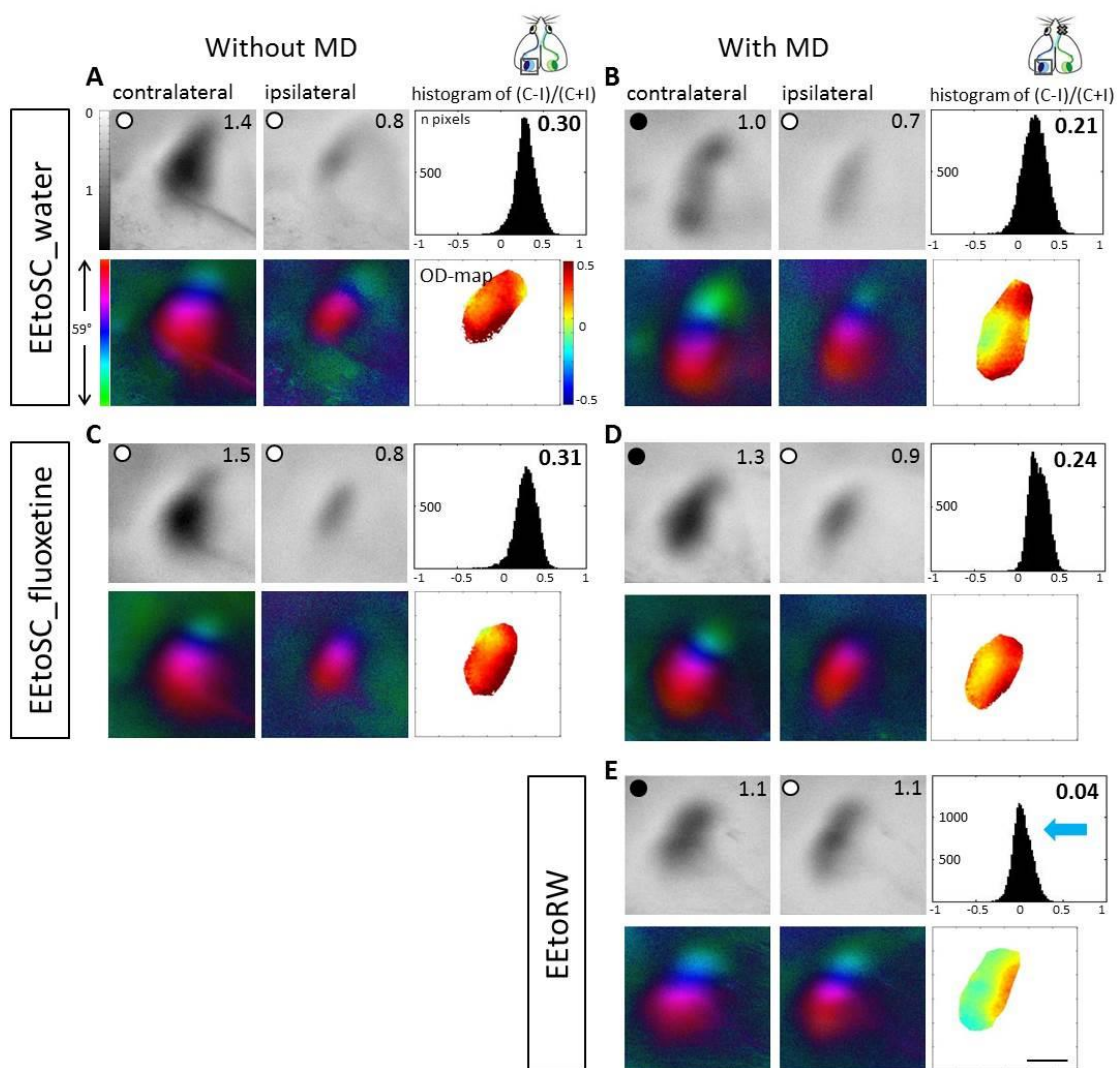 Without MD
With MD
A
contralateral
ipsilateral
histogram of (C-I)/(C+I)
B
contralateral
ipsilateral
histogram of (C-I)/(C+I)
EEtoSC_water
0
1
1.4
0.8
n pixels
0.30
500
-1 -0.5 0 0.5 1
1.0
0.7
0.21
500
-1 -0.5 0 0.5 1
59°
OD-map
0.5
0
-0.5
EEtoSC_fluoxetine
C
1.5
0.8
0.31
500
-1 -0.5 0 0.5 1
D
1.3
0.9
0.24
500
-1 -0.5 0 0.5 1
EEtoRW
E
1.1
1.1
0.04
1000
500
-1 -0.5 0 0.5 1